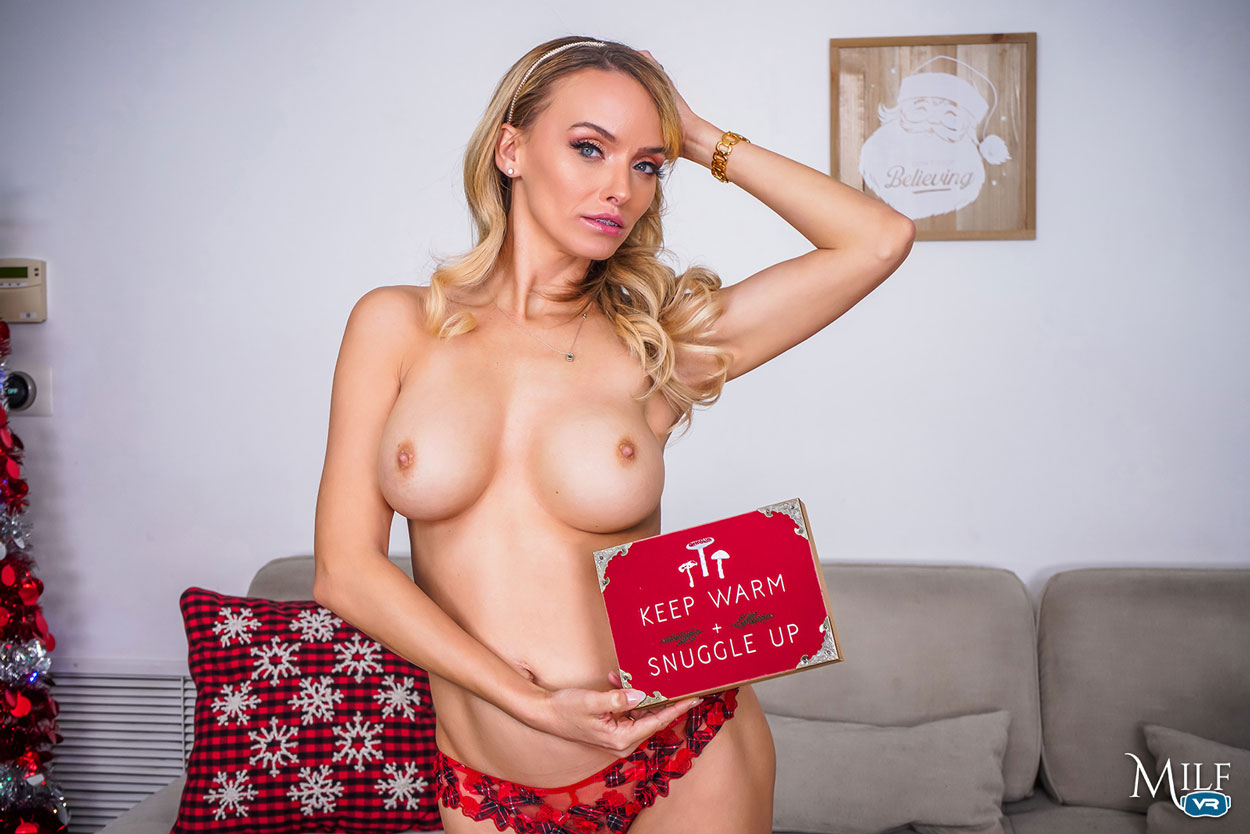 Believing
KEEP WARM
+
SNUGGLE UP
MILF
VR